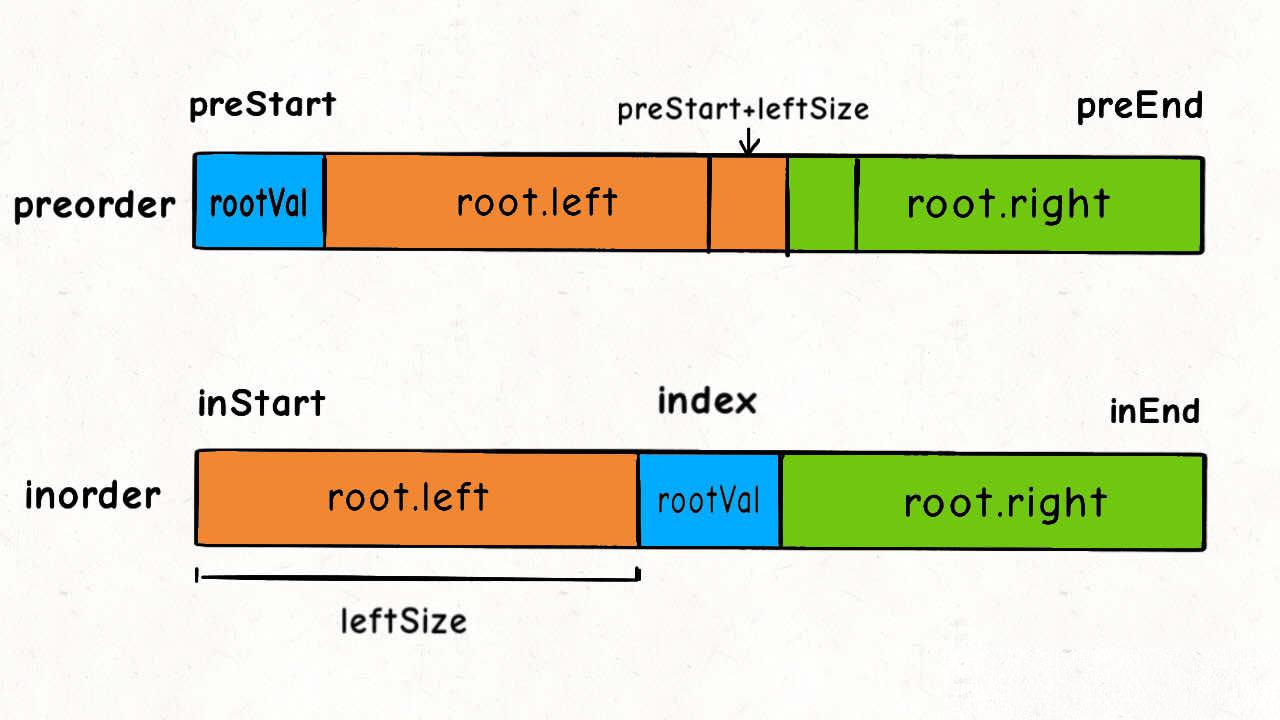 preStart
preStart+leftSize
preEnd
preorder
rootVal
root.left
root.right
inStart
index
inEnd
inorder
root.left
rootVal
root.right
leftSize